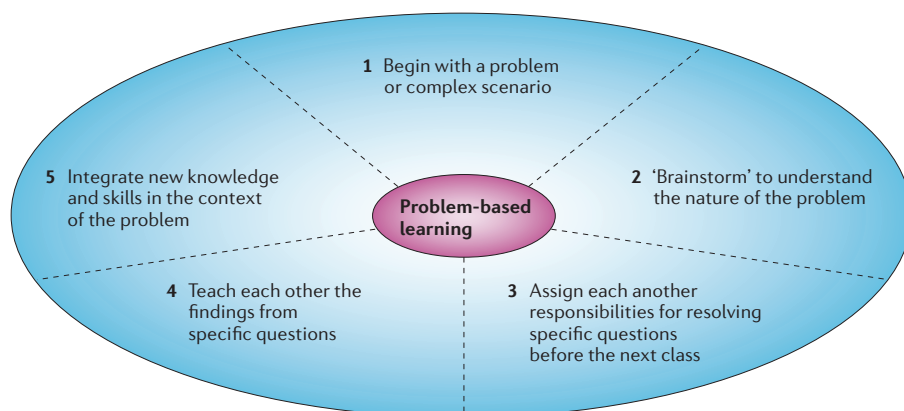 1 Begin with a problem
or complex scenario
2 ‘Brainstorm’ to understand
the nature of the problem
3 Assign each another
responsibilities for resolving
specific questions
before the next class
4 Teach each other the
findings from
specific questions
5 Integrate new knowledge
and skills in the context
of the problem
Problem-based
learning